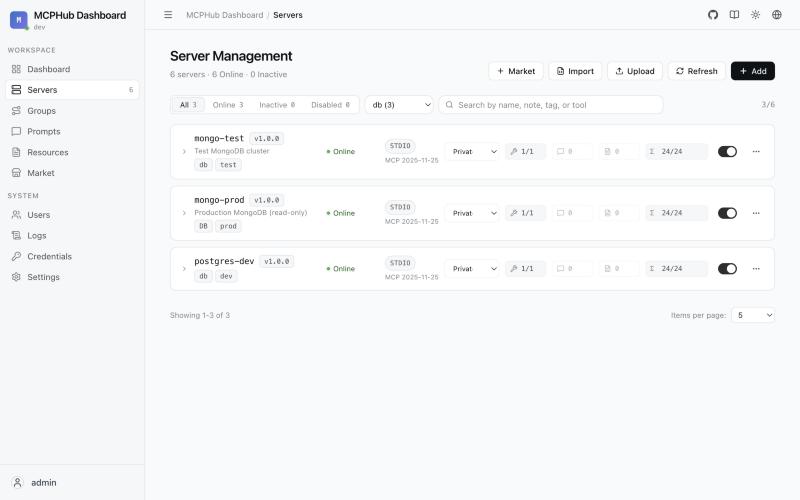 M
MCPHub Dashboard
dev
WORKSPACE
Dashboard
Servers 6
Groups
Prompts
Resources
Market
SYSTEM
Users
Logs
Credentials
Settings
admin
MCPHub Dashboard / Servers
Server Management
6 servers · 6 Online · 0 Inactive
Market
Import
Upload
Refresh
Add
All 3
Online 3
Inactive 0
Disabled 0
db (3)
Search by name, note, tag, or tool
3/6
mongo-test v1.0.0
Test MongoDB cluster
db test
Online
STDIO
MCP 2025-11-25
Privat
1/1
0
0
Σ 24/24
mongo-prod v1.0.0
Production MongoDB (read-only)
DB prod
Online
STDIO
MCP 2025-11-25
Privat
1/1
0
0
Σ 24/24
postgres-dev v1.0.0
db dev
Online
STDIO
MCP 2025-11-25
Privat
1/1
0
0
Σ 24/24
Showing 1-3 of 3
Items per page: 5